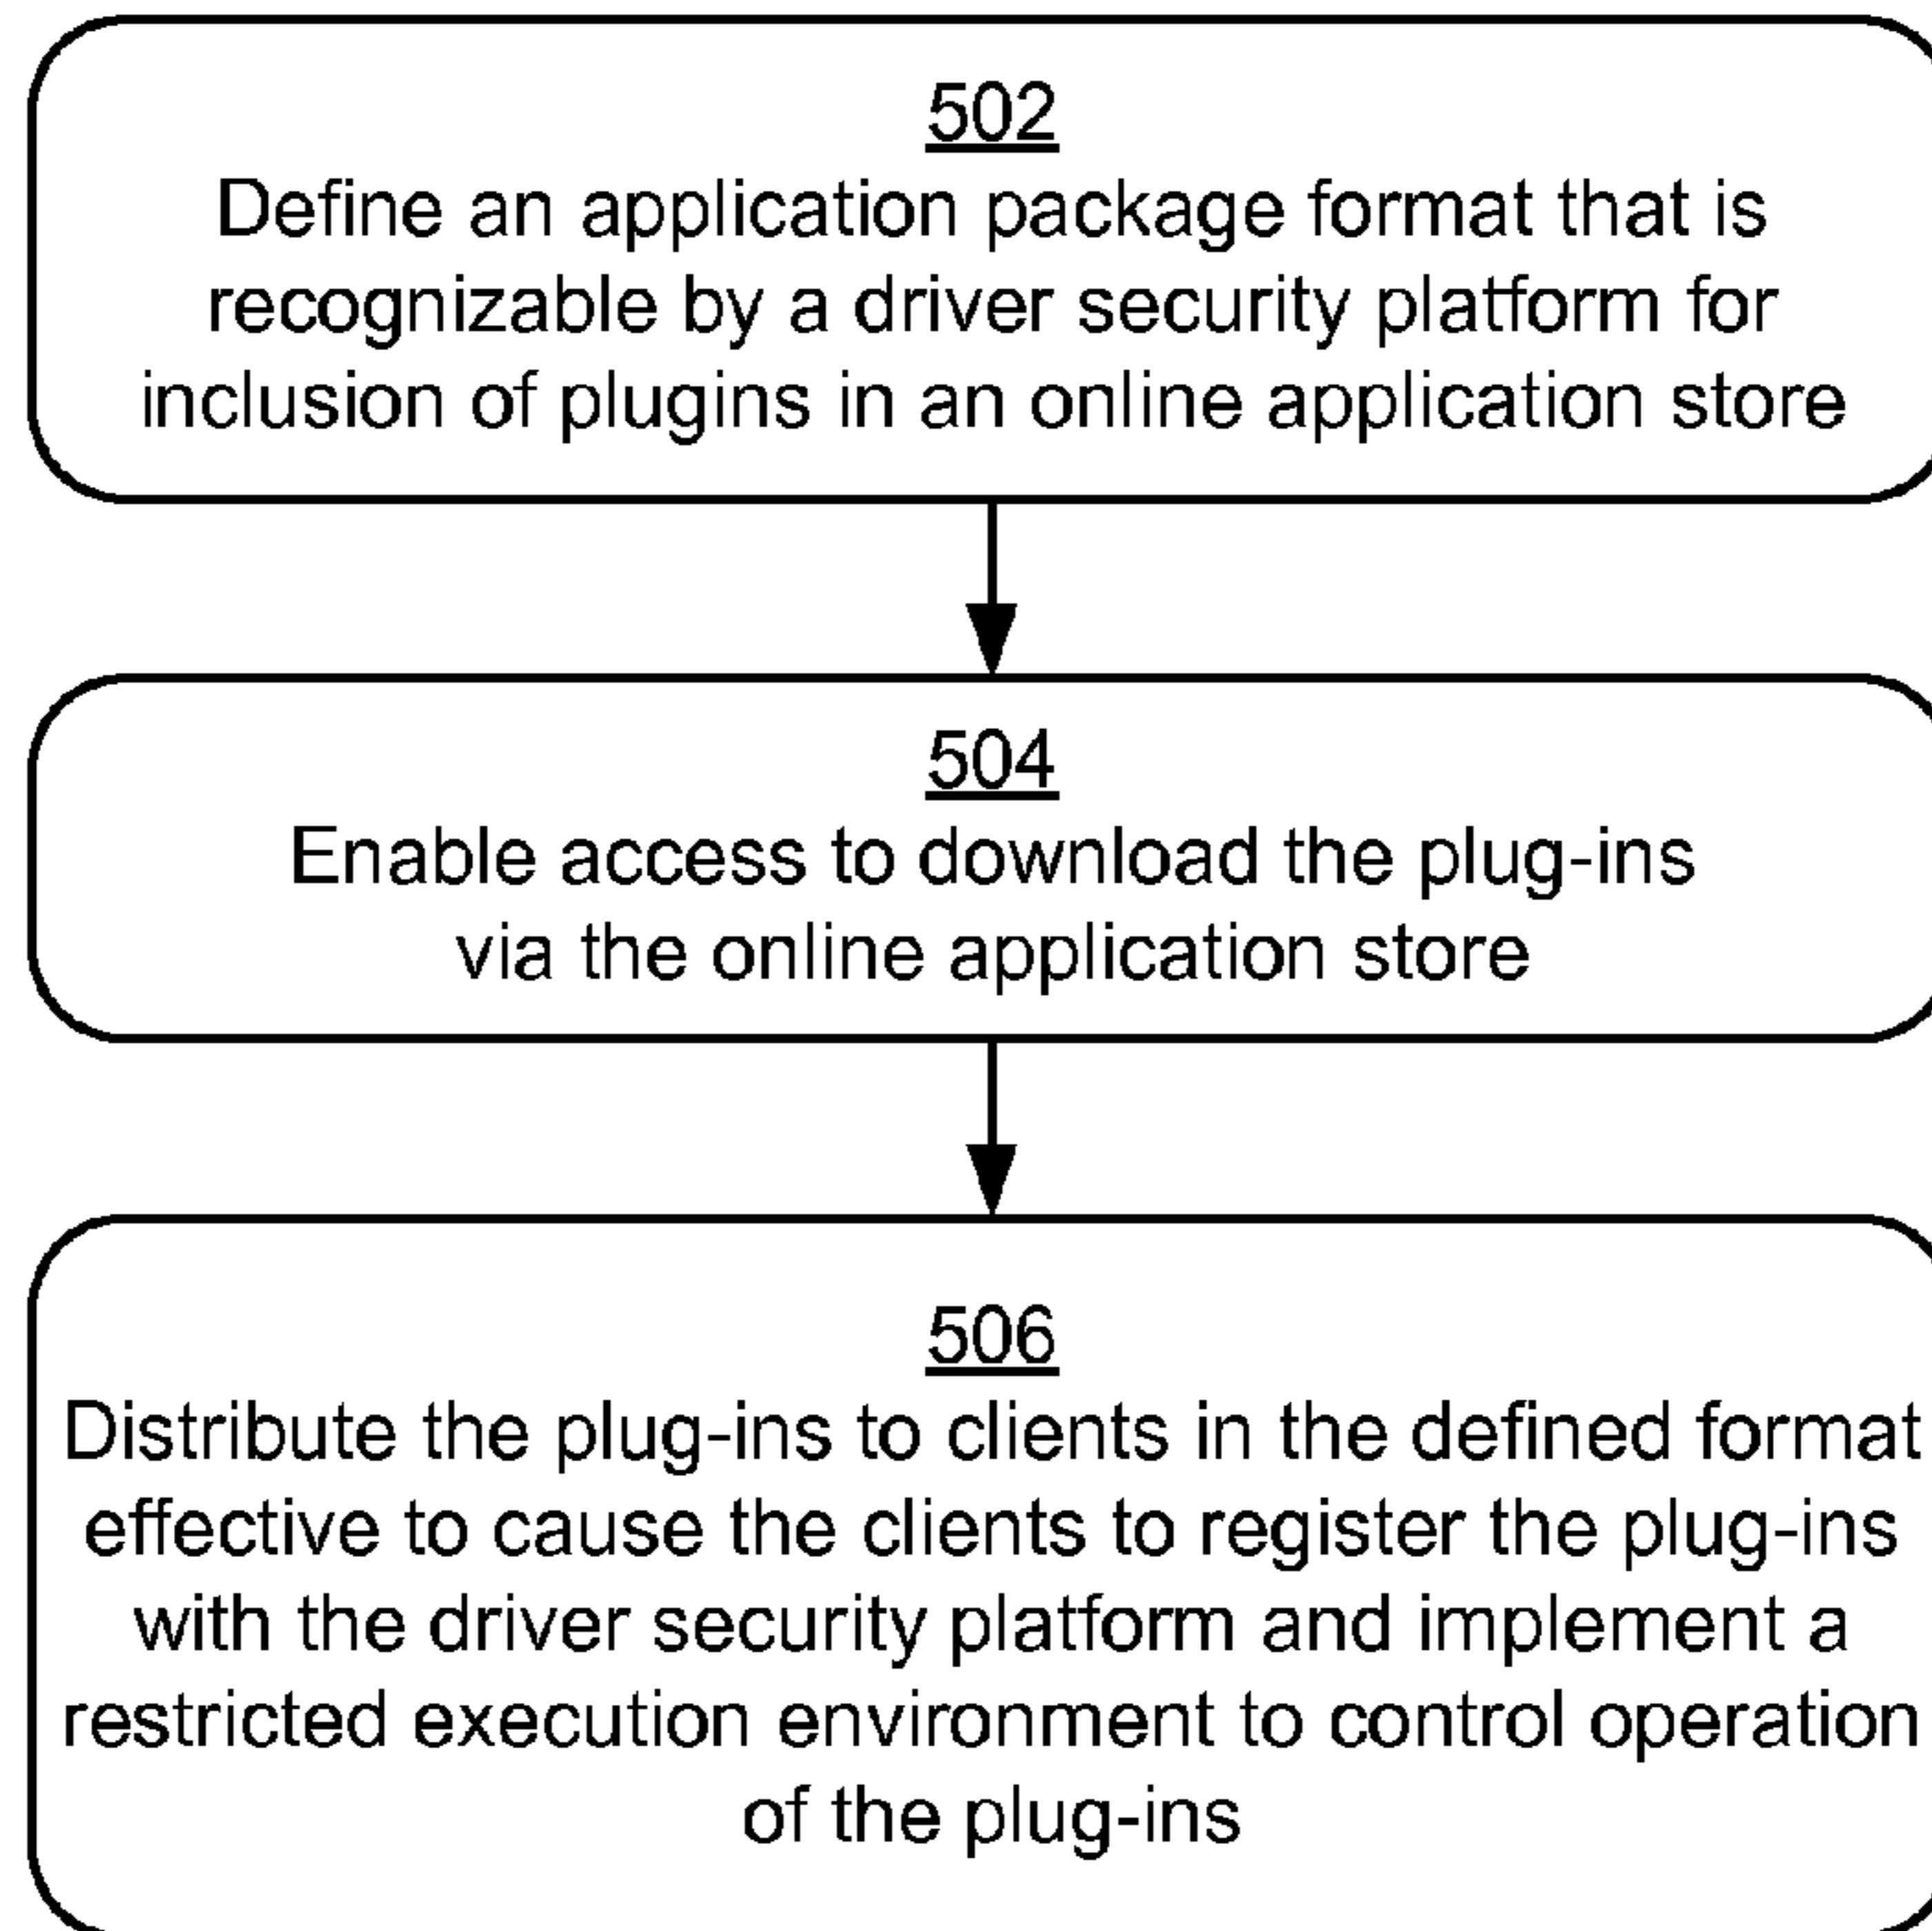 502
Define an application package format that is
recognizable by a driver security platform for
inclusion of plugins in an online application store
504
Enable access to download the plug-ins
via the online application store
506
Distribute the plug-ins to clients in the defined format
effective to cause the clients to register the plug-ins
with the driver security platform and implement a
restricted execution environment to control operation
of the plug-ins